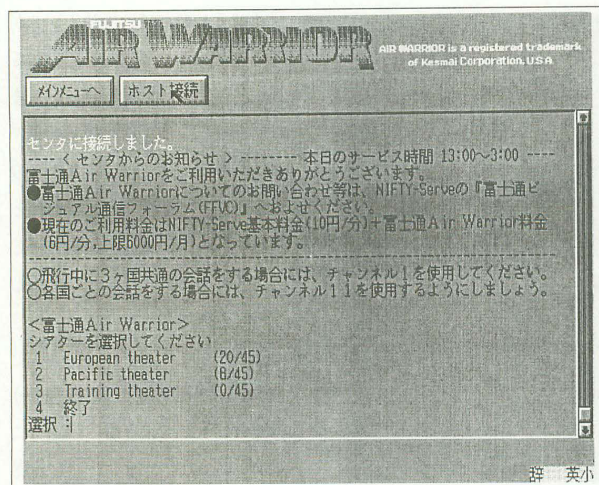 FUJITSU
AIR WARRIOR
AIR WARRIOR is a registered trademark
of Kesmai Corporation, U.S.A.
メインメニューへ ホスト接続
センタに接続しました。
---- < センタからのお知らせ > -------- 本日のサービス時間 13:00~3:00 ----
富士通Air Warriorをご利用いただきありがとうございます。
●富士通Air Warriorについてのお問い合わせ等は、NIFTY-Serveの『富士通ビ
ジュアル通信フォーラム(FFVC)』へおよせください。
●現在のご利用料金はNIFTY-Serve基本料金(10円/分)+富士通Air Warrior料金
(6円/分,上限6000円/月)となっています。
○飛行中に3ヶ国共通の会話をする場合には、チャンネル1を使用してください。
○各国ごとの会話をする場合には、チャンネル11を使用するようにしましょう。
<富士通Air Warrior>
シアターを選択してください
1 European theater (20/45)
2 Pacific theater (6/45)
3 Training theater (0/45)
4 終了
選択 :
辞 英小